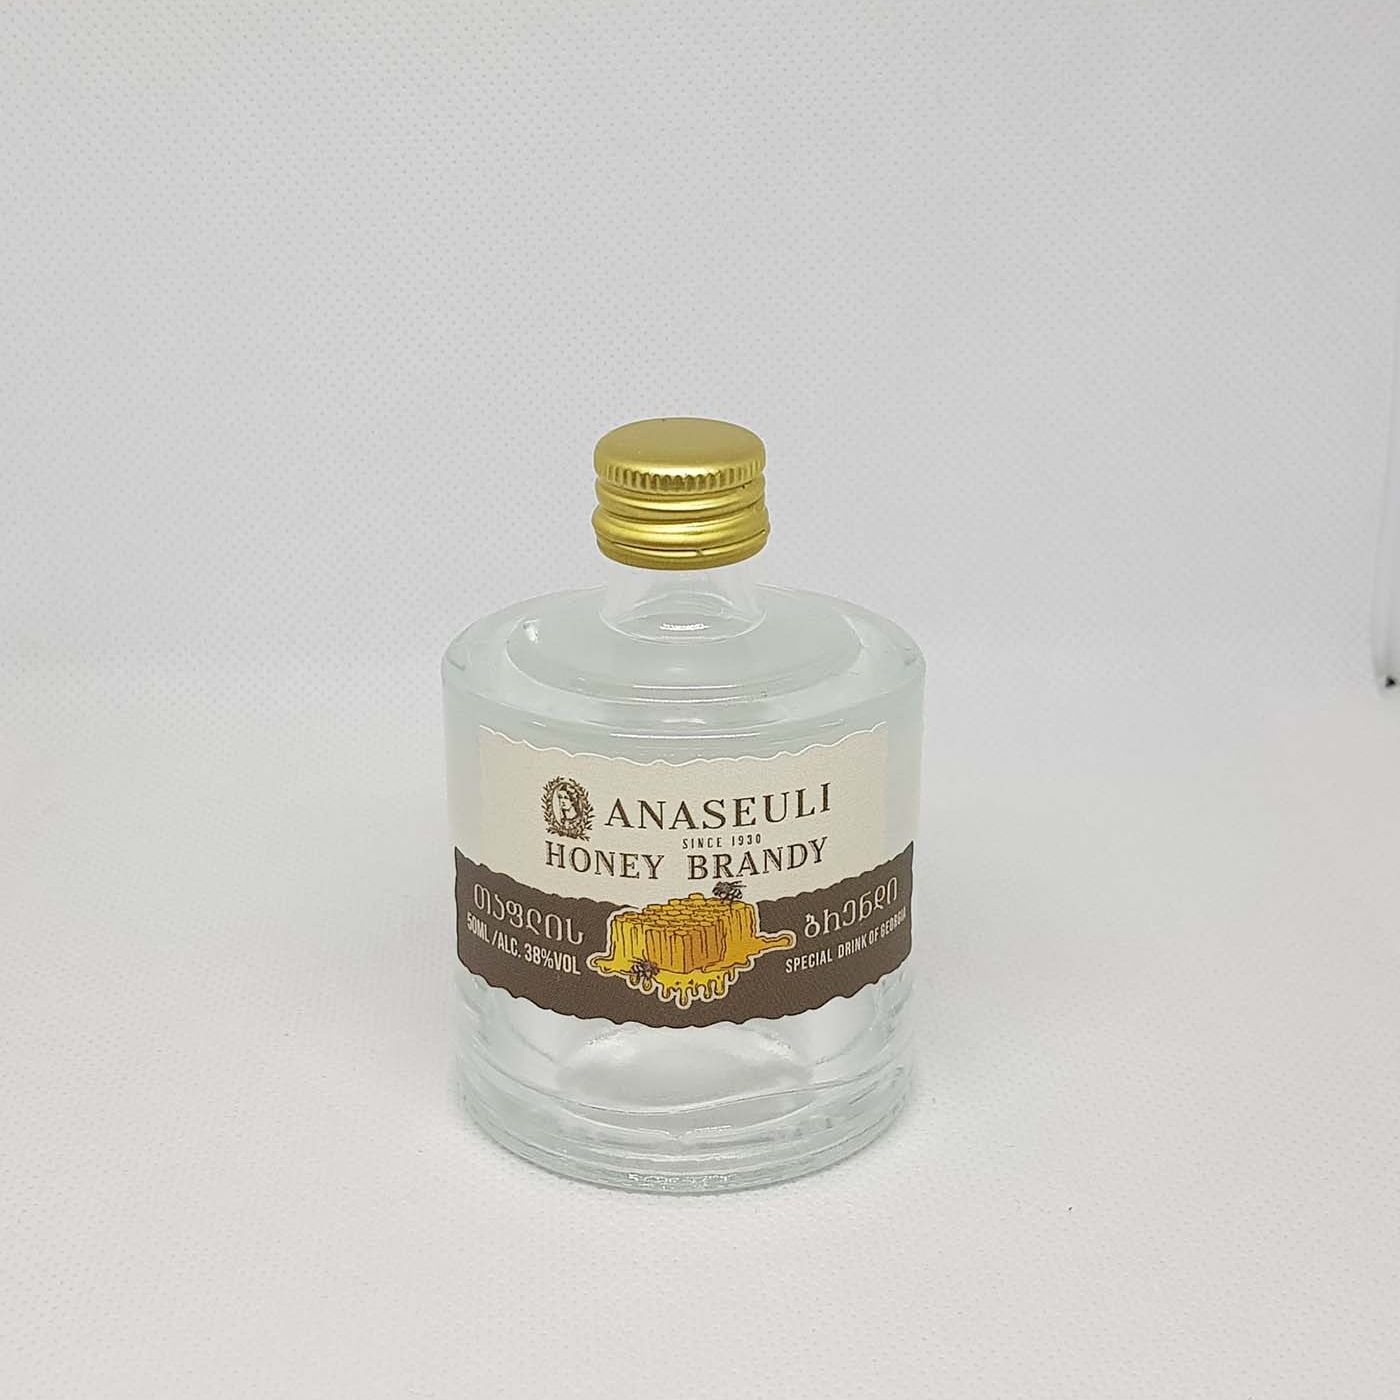 ANASEULI
SINCE 1930
HONEY BRANDY
თაფლის ბრენდი
50ML /ALC. 38%VOL
SPECIAL DRINK OF GEORGIA